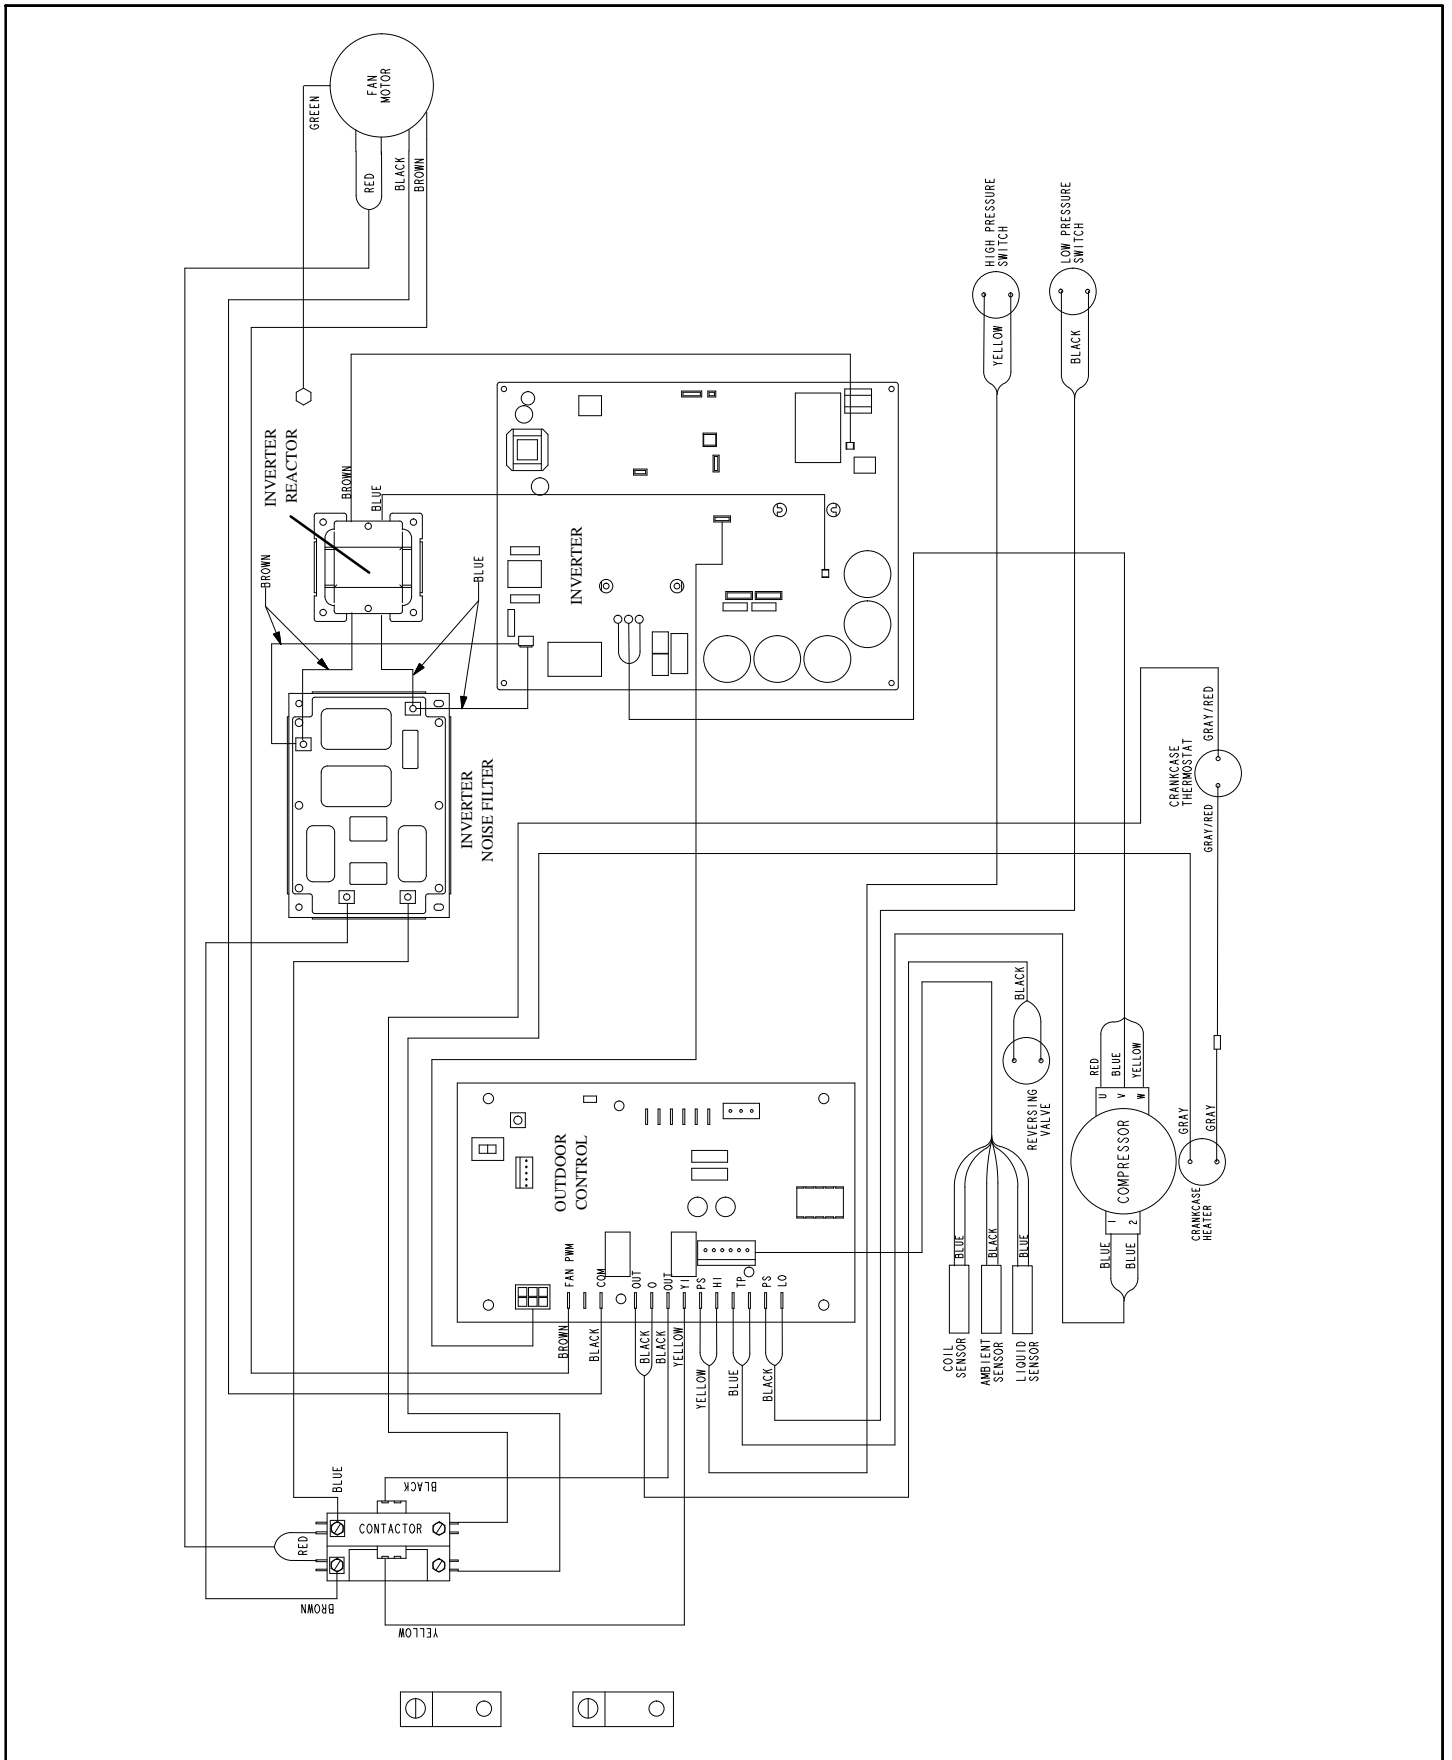 FAN
MOTOR
GREEN
RED
BLACK
BROWN
HIGH PRESSURE
SWITCH
LOW PRESSURE
SWITCH
YELLOW
BLACK
INVERTER
REACTOR
BROWN
BLUE
BROWN
BLUE
INVERTER
INVERTER
NOISE FILTER
GRAY/RED
CRANKCASE
THERMOSTAT
GRAY/RED
BLACK
REVERSING
VALVE
RED
BLUE
YELLOW
U
V
W
COMPRESSOR
1
2
BLUE
BLUE
GRAY
GRAY
CRANKCASE
HEATER
OUTDOOR
CONTROL
BLUE
BLACK
BLUE
COIL
SENSOR
AMBIENT
SENSOR
LIQUID
SENSOR
FAN PWM
COM
OUT
O
OUT
Y1
PS
HI
TP
PS
LO
BROWN
BLACK
BLACK
BLACK
YELLOW
YELLOW
BLUE
BLACK
BLUE
BLACK
CONTACTOR
RED
BROWN
YELLOW